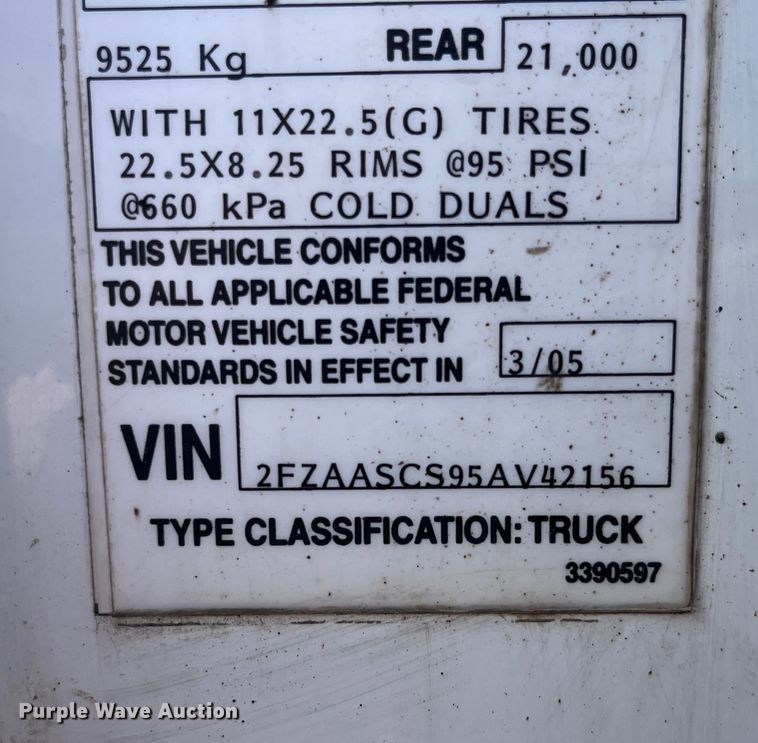 9525 Kg REAR 21,000
WITH 11X22.5(G) TIRES
22.5X8.25 RIMS @95 PSI
@660 kPa COLD DUALS
THIS VEHICLE CONFORMS
TO ALL APPLICABLE FEDERAL
MOTOR VEHICLE SAFETY
STANDARDS IN EFFECT IN 3/05
VIN 2FZAASCS95AV42156
TYPE CLASSIFICATION: TRUCK
3390597
Purple Wave Auction